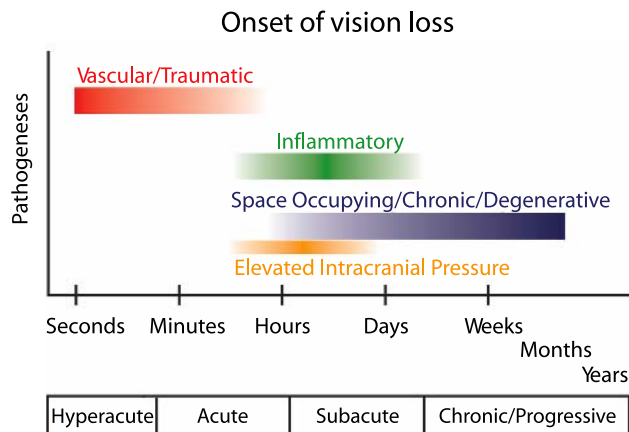 Onset of vision loss
Pathogeneses
Vascular/Traumatic
Inflammatory
Space Occupying/Chronic/Degenerative
Elevated Intracranial Pressure
Seconds Minutes Hours Days Weeks
Months
Years
Hyperacute Acute Subacute Chronic/Progressive